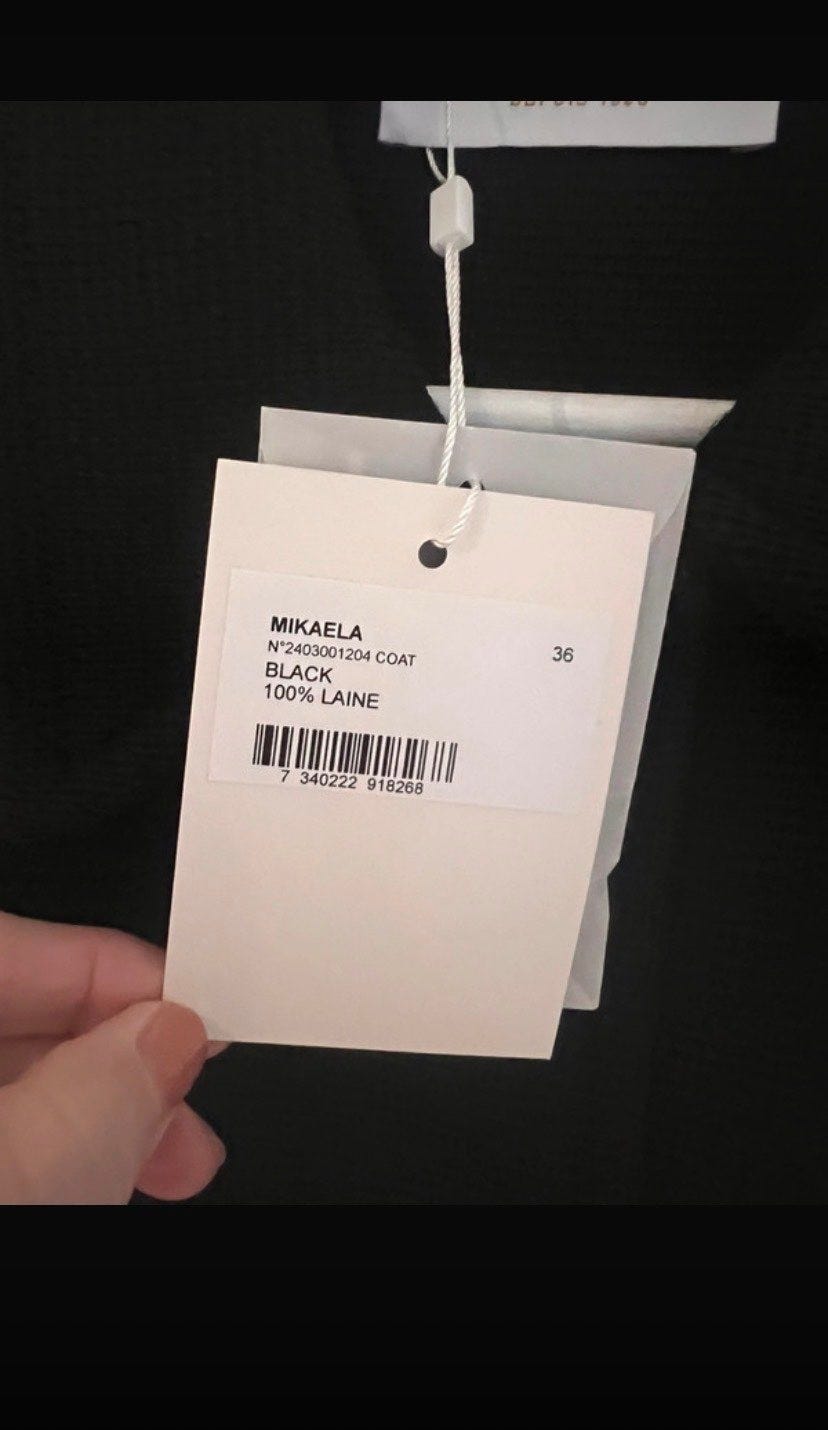 MIKAELA
N°2403001204 COAT
36
BLACK
100% LAINE
7 340222 918268